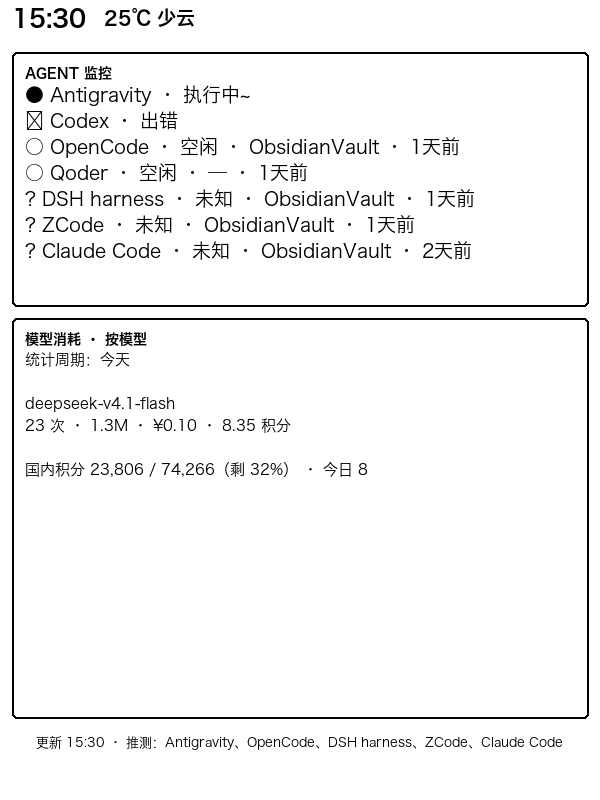 15:30 25℃ 少云
AGENT 监控
● Antigravity · 执行中~
☒ Codex · 出错
○ OpenCode · 空闲 · ObsidianVault · 1天前
○ Qoder · 空闲 · — · 1天前
? DSH harness · 未知 · ObsidianVault · 1天前
? ZCode · 未知 · ObsidianVault · 1天前
? Claude Code · 未知 · ObsidianVault · 2天前
模型消耗 · 按模型
统计周期：今天
deepseek-v4.1-flash
23 次 · 1.3M · ¥0.10 · 8.35 积分
国内积分 23,806 / 74,266（剩 32%） · 今日 8
更新 15:30 · 推测：Antigravity、OpenCode、DSH harness、ZCode、Claude Code